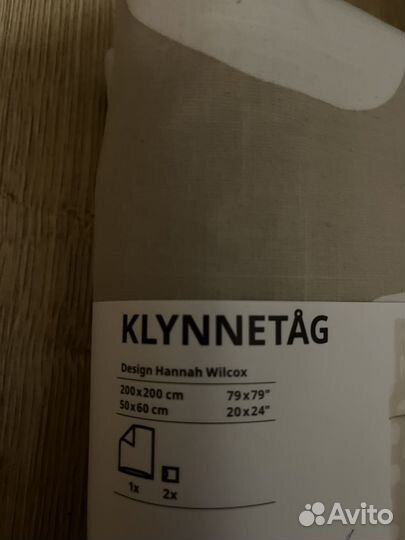 KLYNNETÅG
Design Hannah Wilcox
200x200 cm 79x79"
50x60 cm 20x24"
1x 2x
Avito